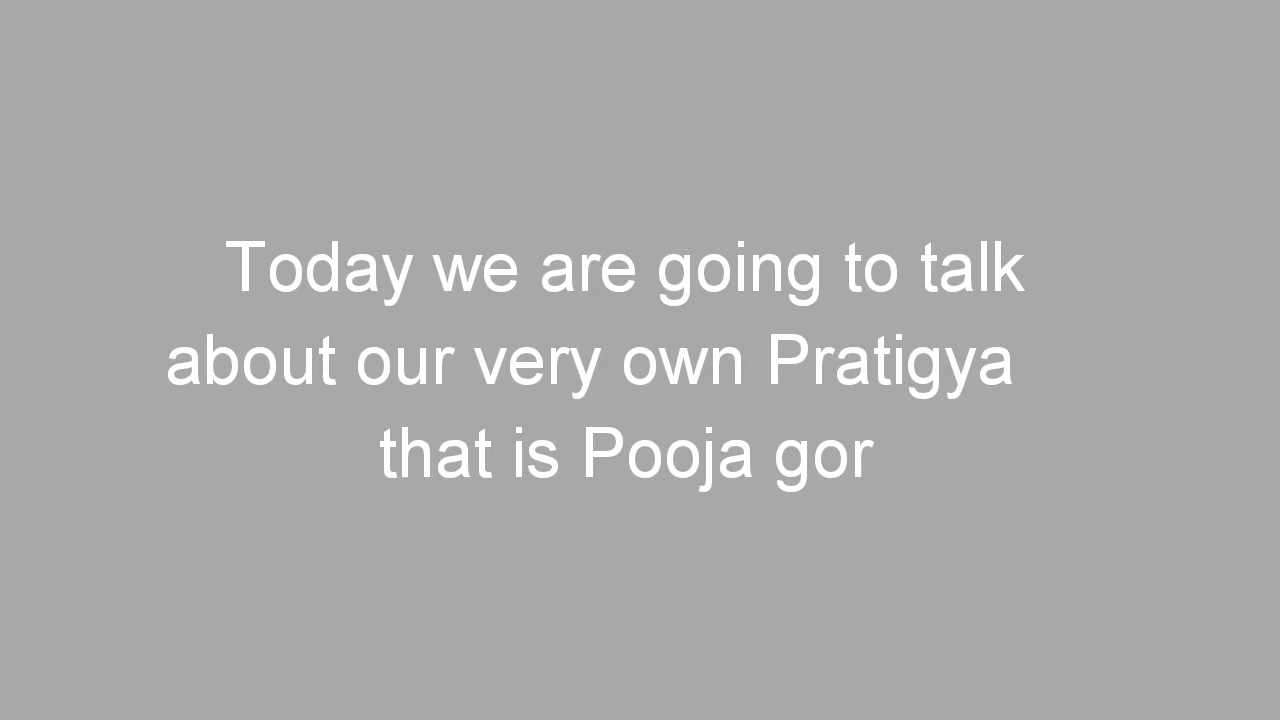 Today we are going to talk
about our very own Pratigya
that is Pooja gor